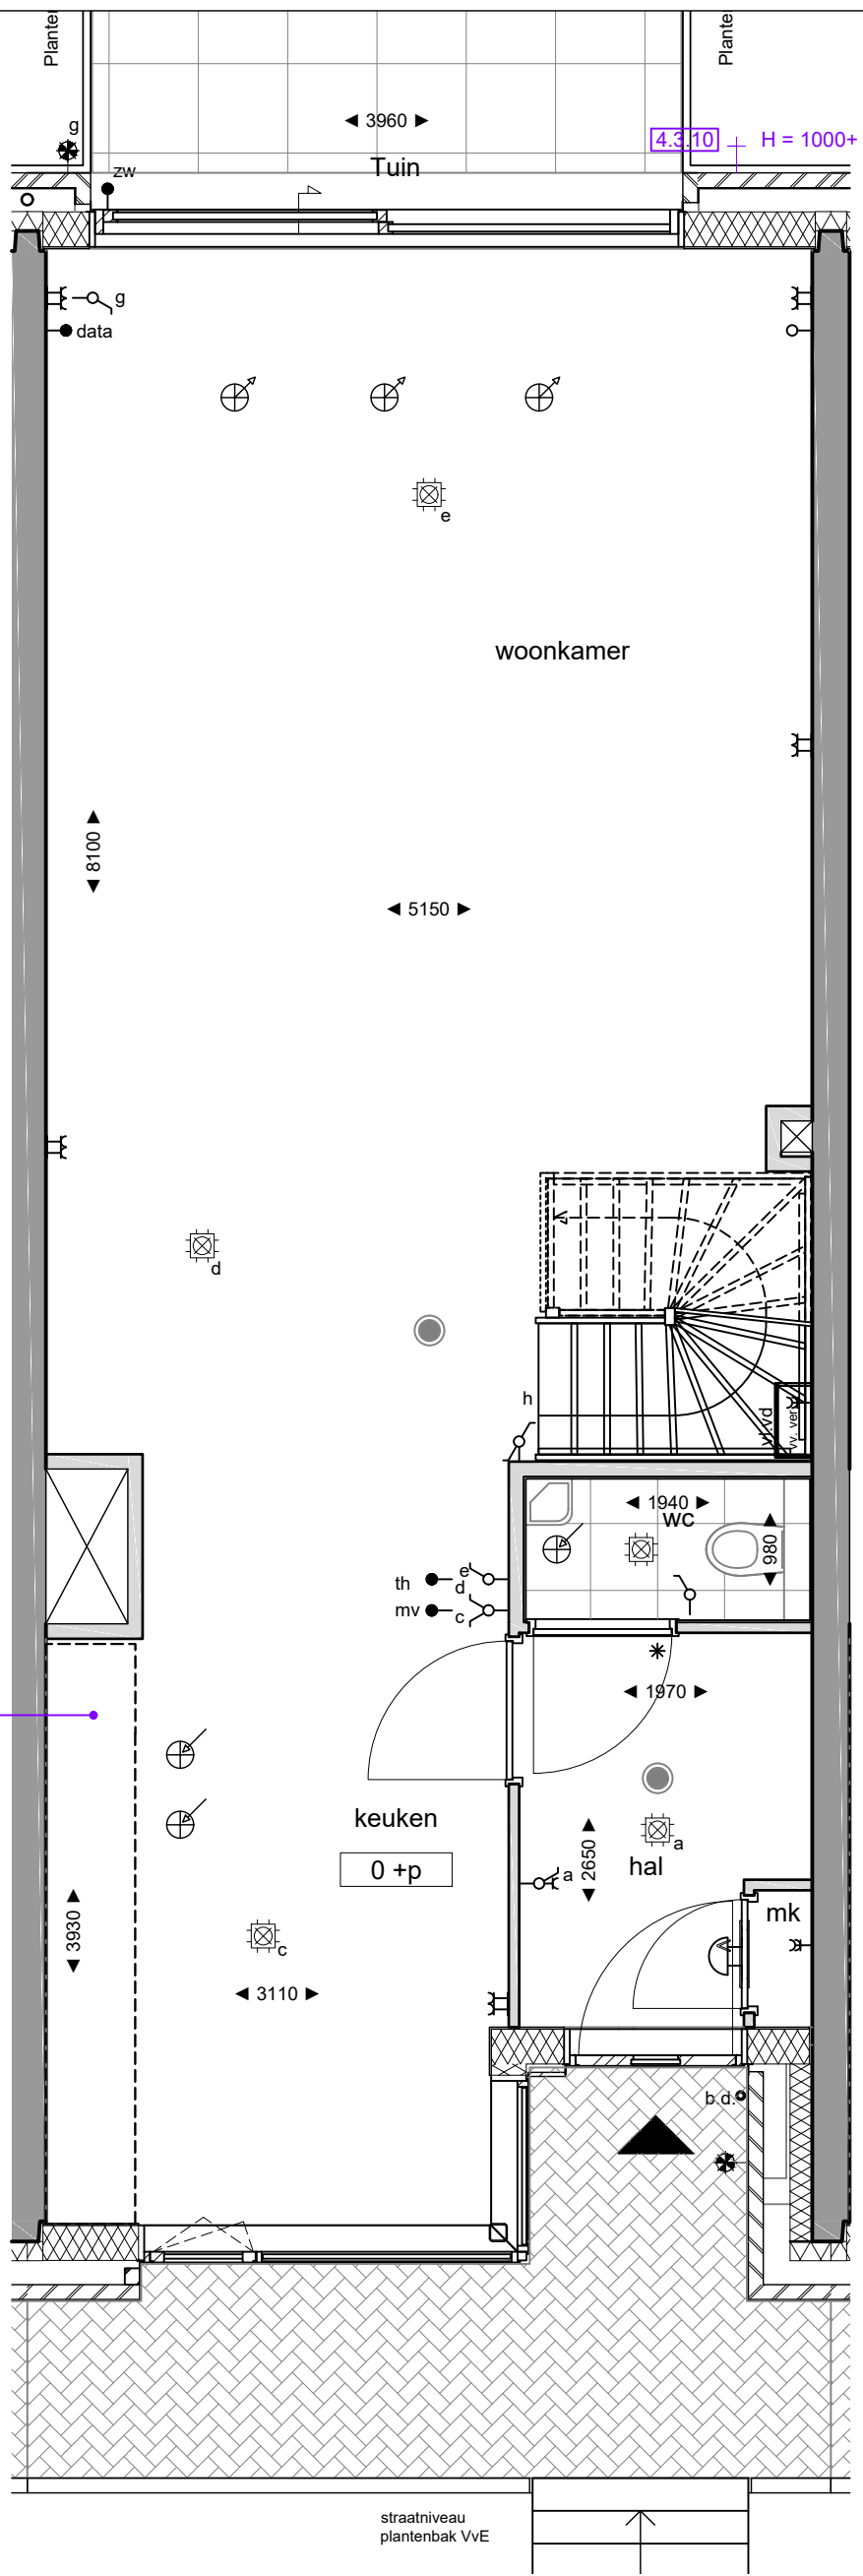 Plante
Plante
g
3960
4.3.10
H = 1000+
Tuin
zw
g
data
e
woonkamer
8100
5150
d
h
vl.vd
1940
wc
980
th
e
d
mv
c
1970
keuken
0 +p
2650
a
hal
a
mk
3930
c
3110
b.d.
straatniveau
plantenbak VvE